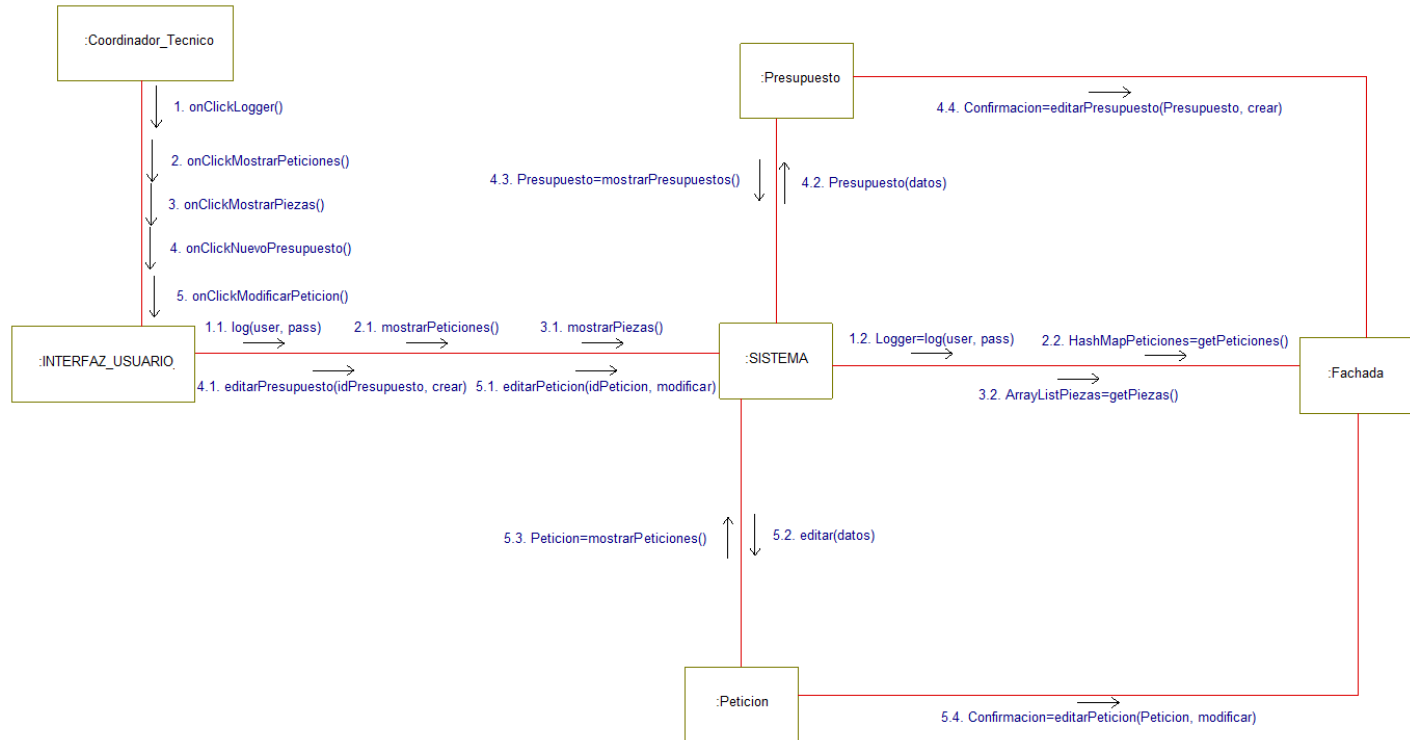 :Coordinador_Tecnico
:Presupuesto
1. onClickLogger()
4.4. Confirmacion=editarPresupuesto(Presupuesto, crear)
2. onClickMostrarPeticiones()
4.3. Presupuesto=mostrarPresupuestos()
4.2. Presupuesto(datos)
3. onClickMostrarPiezas()
4. onClickNuevoPresupuesto()
5. onClickModificarPeticion()
1.1. log(user, pass)
2.1. mostrarPeticiones()
3.1. mostrarPiezas()
:INTERFAZ_USUARIO
:SISTEMA
1.2. Logger=log(user, pass)
2.2. HashMapPeticiones=getPeticiones()
:Fachada
4.1. editarPresupuesto(idPresupuesto, crear)
5.1. editarPeticion(idPeticion, modificar)
3.2. ArrayListPiezas=getPiezas()
5.3. Peticion=mostrarPeticiones()
5.2. editar(datos)
:Peticion
5.4. Confirmacion=editarPeticion(Peticion, modificar)